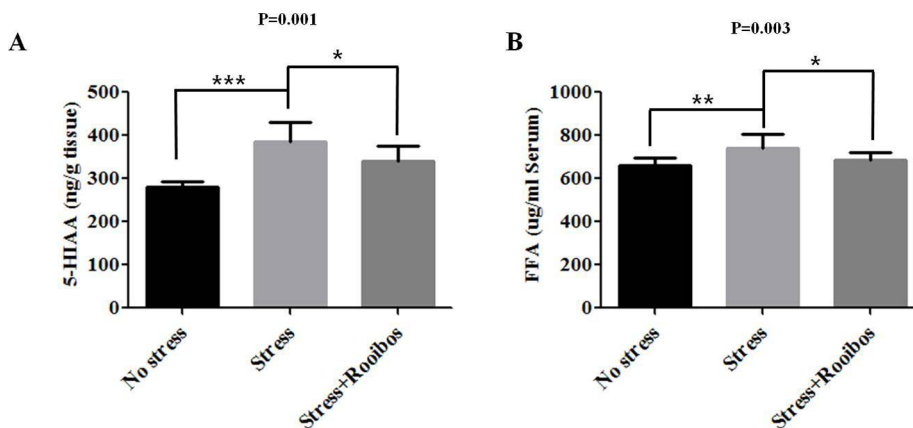 P=0.001
A
***
*
5-HIAA (ng/g tissue)
500
400
300
200
100
0
No stress
Stress
Stress+Rooibos
P=0.003
B
**
*
FFA (ug/ml Serum)
1000
800
600
400
200
0
No stress
Stress
Stress+Rooibos